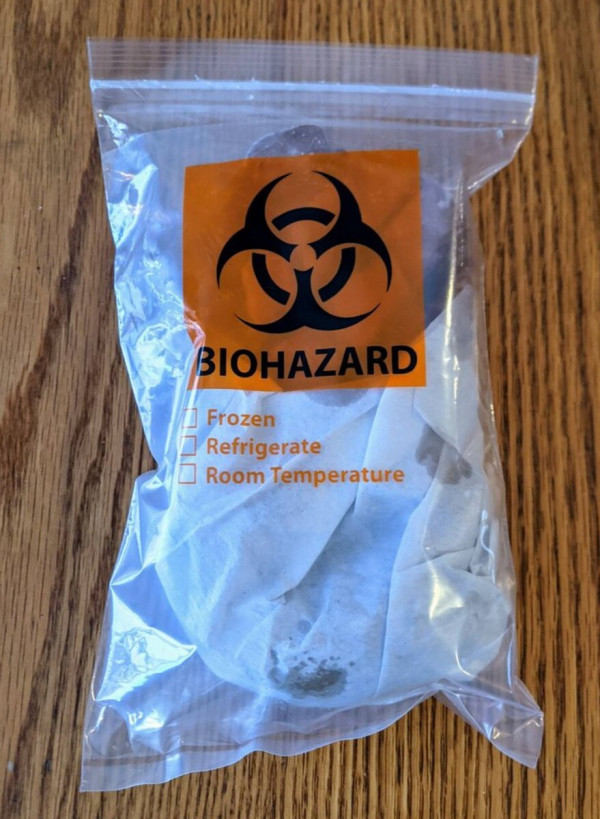 BIOHAZARD
Frozen
Refrigerate
Room Temperature